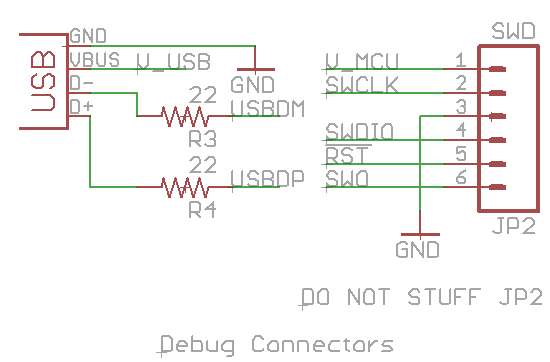 USB
GND
VBUS
D-
D+
V_USB
GND
22
USBDM
R3
22
USBDP
R4
SWD
V_MCU 1
SWCLK 2
3
SWDIO 4
RST 5
SWO 6
GND
JP2
DO NOT STUFF JP2
Debug Connectors